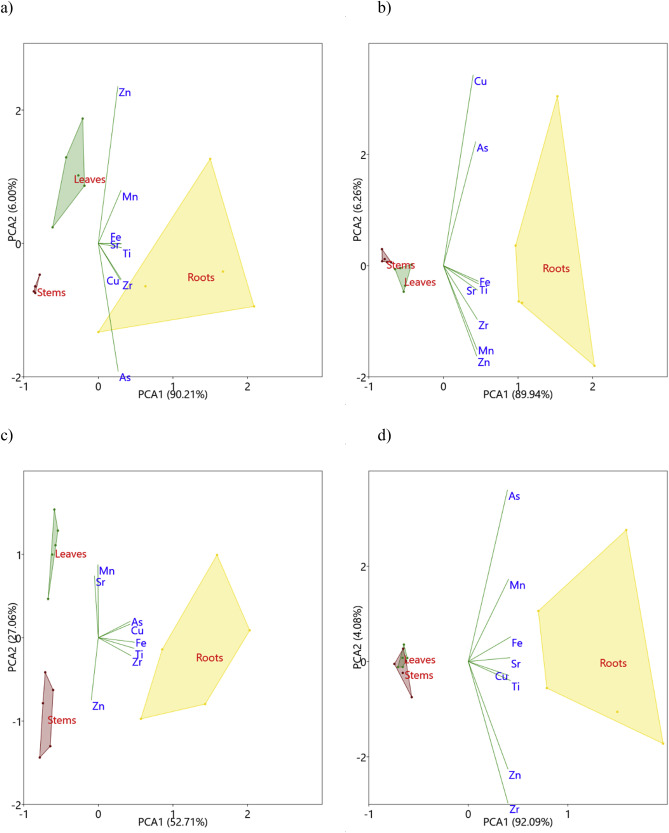 a)
b)
PCA2 (6.00%)
2
0
-2
Zn
Leaves
Mn
Fe
Sr
Ti
Cu
Zr
Stems
Roots
As
-1
0
1
2
PCA1 (90.21%)
PCA2 (6.26%)
2
0
-2
Cu
As
Stems
Leaves
Roots
Fe
Sr
Ti
Zr
Mn
Zn
-1
0
1
2
PCA1 (89.94%)
c)
d)
PCA2 (27.06%)
1
0
-1
-2
Leaves
Mn
Sr
As
Cu
Fe
Ti
Zr
Roots
Zn
Stems
-1
0
1
2
PCA1 (52.71%)
PCA2 (4.08%)
2
0
-2
As
Mn
Fe
Leaves
Sr
Stems
Cu
Ti
Roots
Zn
Zr
-1
0
1
PCA1 (92.09%)